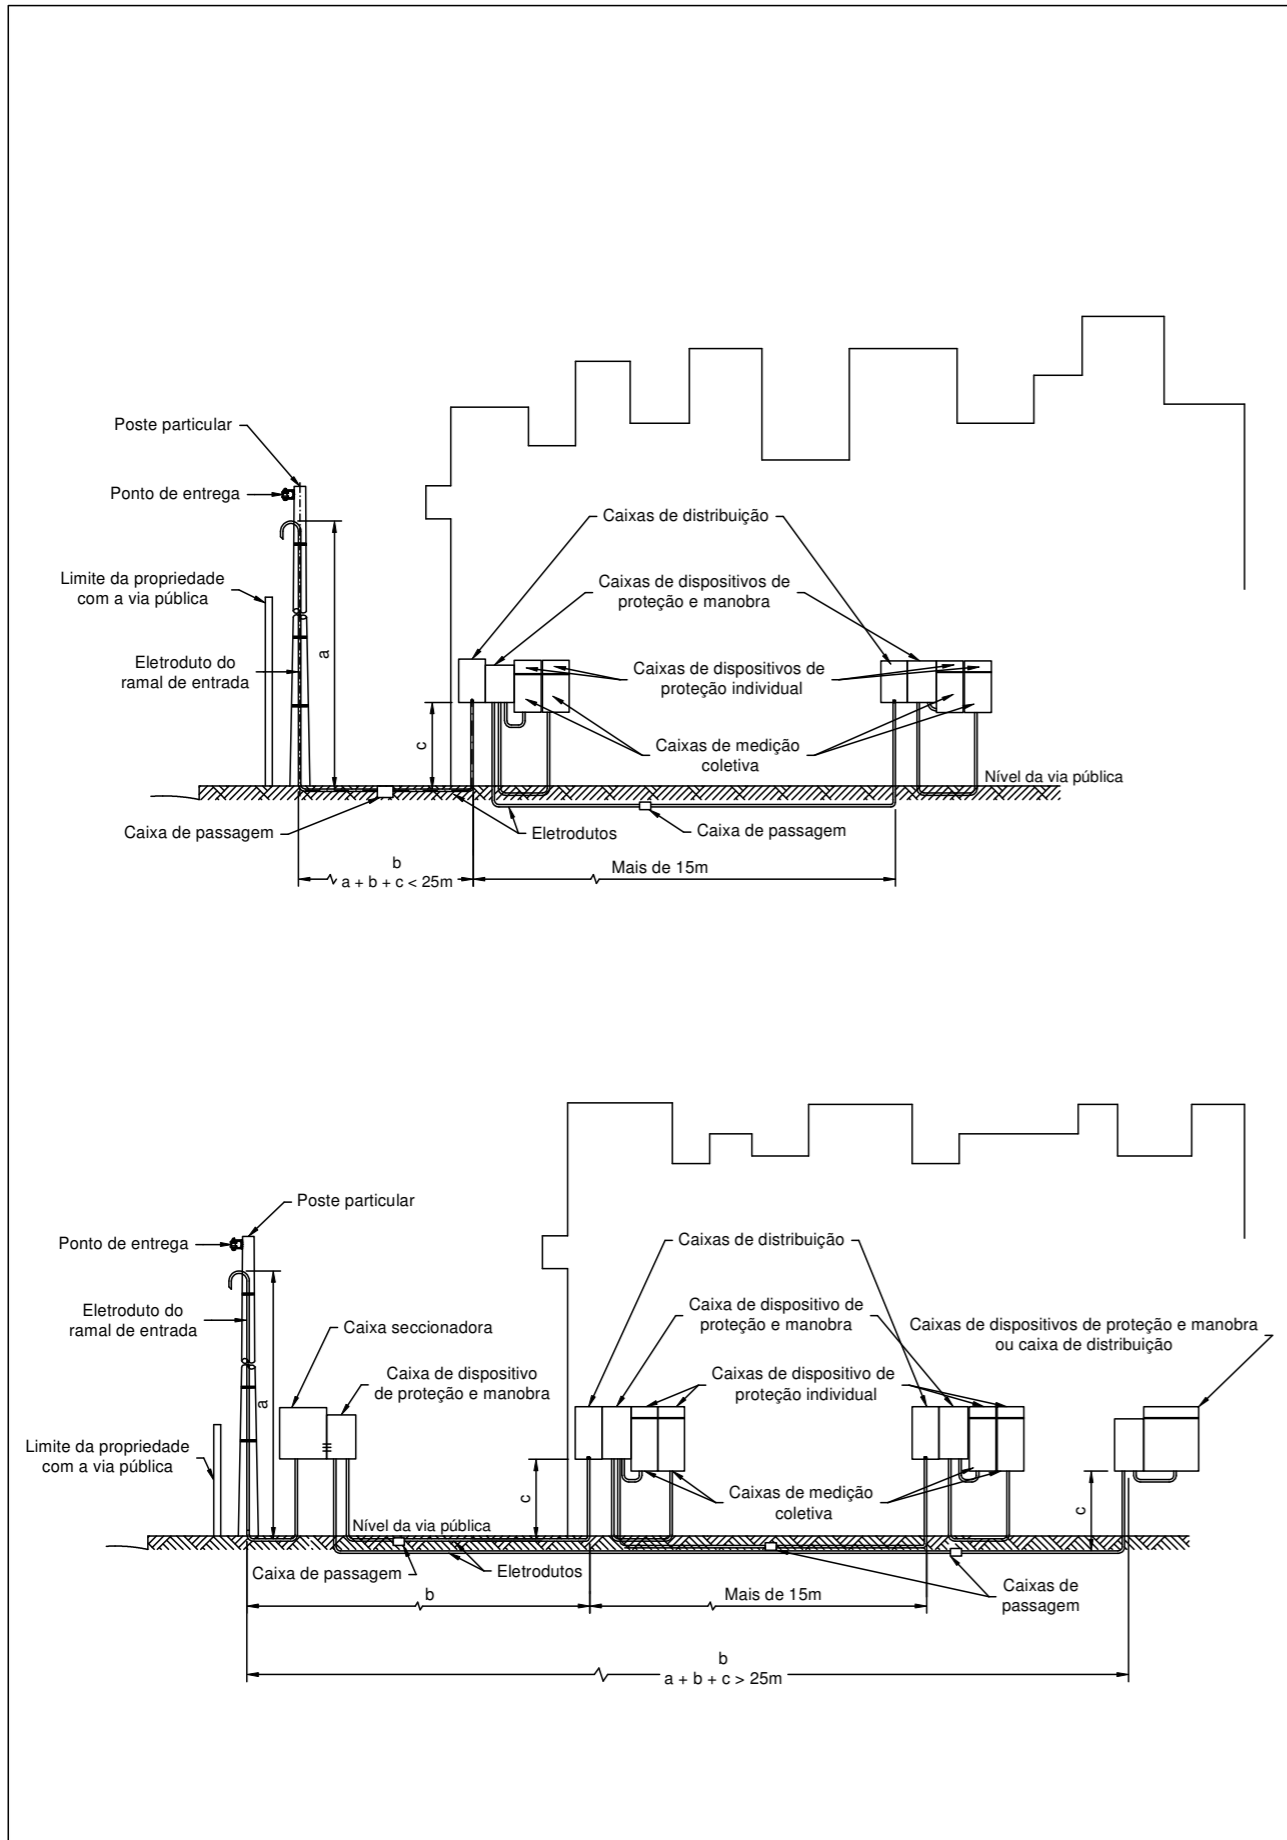 Poste particular
Ponto de entrega
Caixas de distribuição
Limite da propriedade
com a via pública
Caixas de dispositivos de
proteção e manobra
a
Eletroduto do
ramal de entrada
Caixas de dispositivos de
proteção individual
c
Caixas de medição
coletiva
Nível da via pública
Caixa de passagem
Eletrodutos
Caixa de passagem
b
a + b + c < 25m
Mais de 15m
Poste particular
Ponto de entrega
Caixas de distribuição
Eletroduto do
ramal de entrada
Caixa seccionadora
Caixa de dispositivo de
proteção e manobra
Caixas de dispositivos de proteção e manobra
ou caixa de distribuição
Caixa de dispositivo
de proteção e manobra
Caixas de dispositivo de
proteção individual
a
Limite da propriedade
com a via pública
c
Caixas de medição
coletiva
c
Nível da via pública
Caixa de passagem
Eletrodutos
Caixas de
passagem
b
Mais de 15m
b
a + b + c > 25m